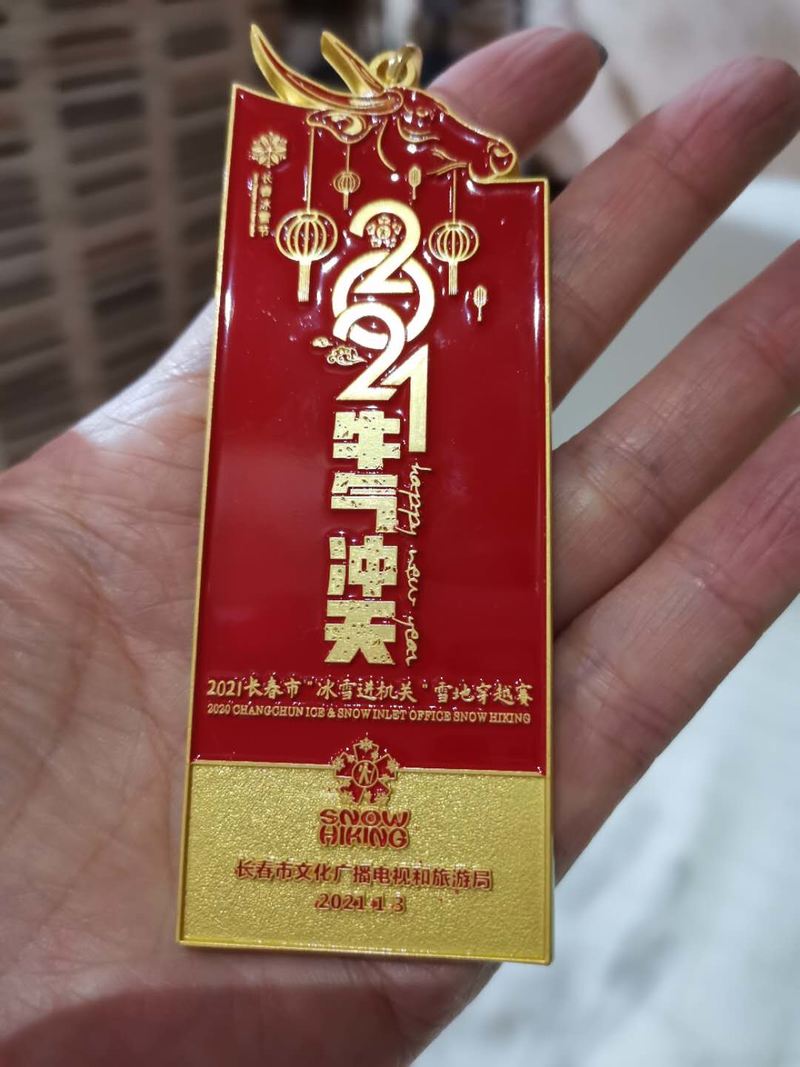 长春冰雪节
2021
牛气冲天
happy new year
2021长春市"冰雪进机关"雪地穿越赛
2020 CHANGCHUN ICE & SNOW INLET OFFICE SNOW HIKING
SNOW
HIKING
长春市文化广播电视和旅游局
2021.1.3